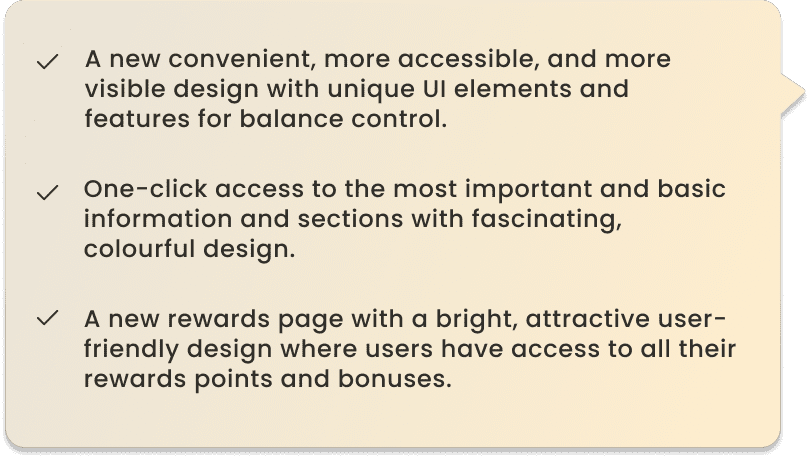 A new convenient, more accessible, and more
visible design with unique UI elements and
features for balance control.
One-click access to the most important and basic
information and sections with fascinating,
colourful design.
A new rewards page with a bright, attractive user-
friendly design where users have access to all their
rewards points and bonuses.